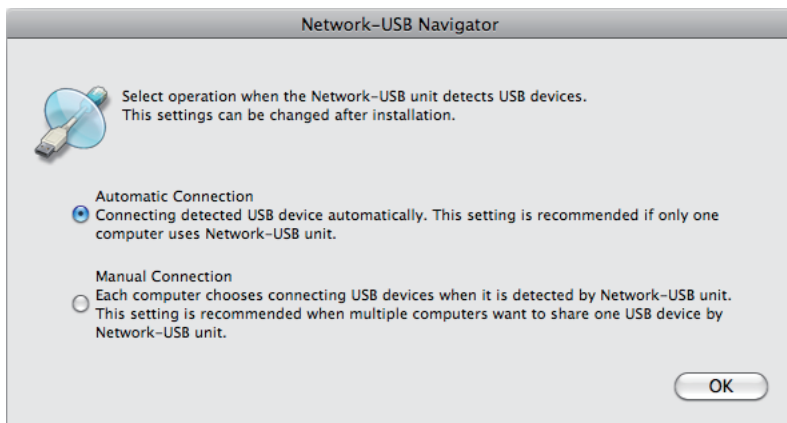 Network-USB Navigator
Select operation when the Network-USB unit detects USB devices.
This settings can be changed after installation.
Automatic Connection
Connecting detected USB device automatically. This setting is recommended if only one
computer uses Network-USB unit.
Manual Connection
Each computer chooses connecting USB devices when it is detected by Network-USB unit.
This setting is recommended when multiple computers want to share one USB device by
Network-USB unit.
OK